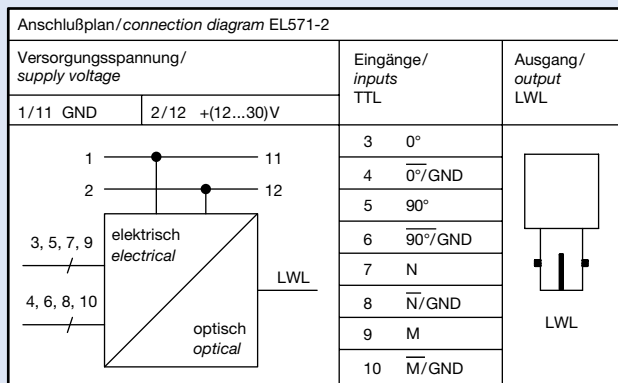 Anschlußplan/connection diagram EL571-2
Versorgungsspannung/
supply voltage
Eingänge/
inputs
TTL
Ausgang/
output
LWL
1/11 GND
2/12 +(12...30)V
1
11
2
12
3, 5, 7, 9
4, 6, 8, 10
elektrisch
electrical
optisch
optical
LWL
3 0°
4 0̅°̅/GND
5 90°
6 9̅0̅°̅/GND
7 N
8 N̅/GND
9 M
10 M̅/GND
LWL